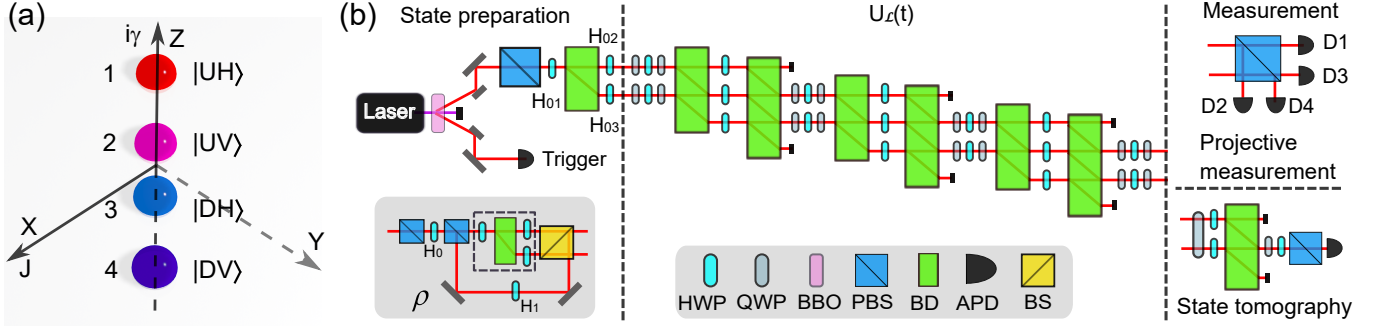 (a)
iγ
Z
1
|UH⟩
2
|UV⟩
3
|DH⟩
4
|DV⟩
X
J
Y
(b)
State preparation
U𝓛(t)
Measurement
H02
H01
H03
Laser
Trigger
H0
H1
ρ
HWP QWP BBO PBS BD APD BS
D1
D3
D2 D4
Projective
measurement
State tomography